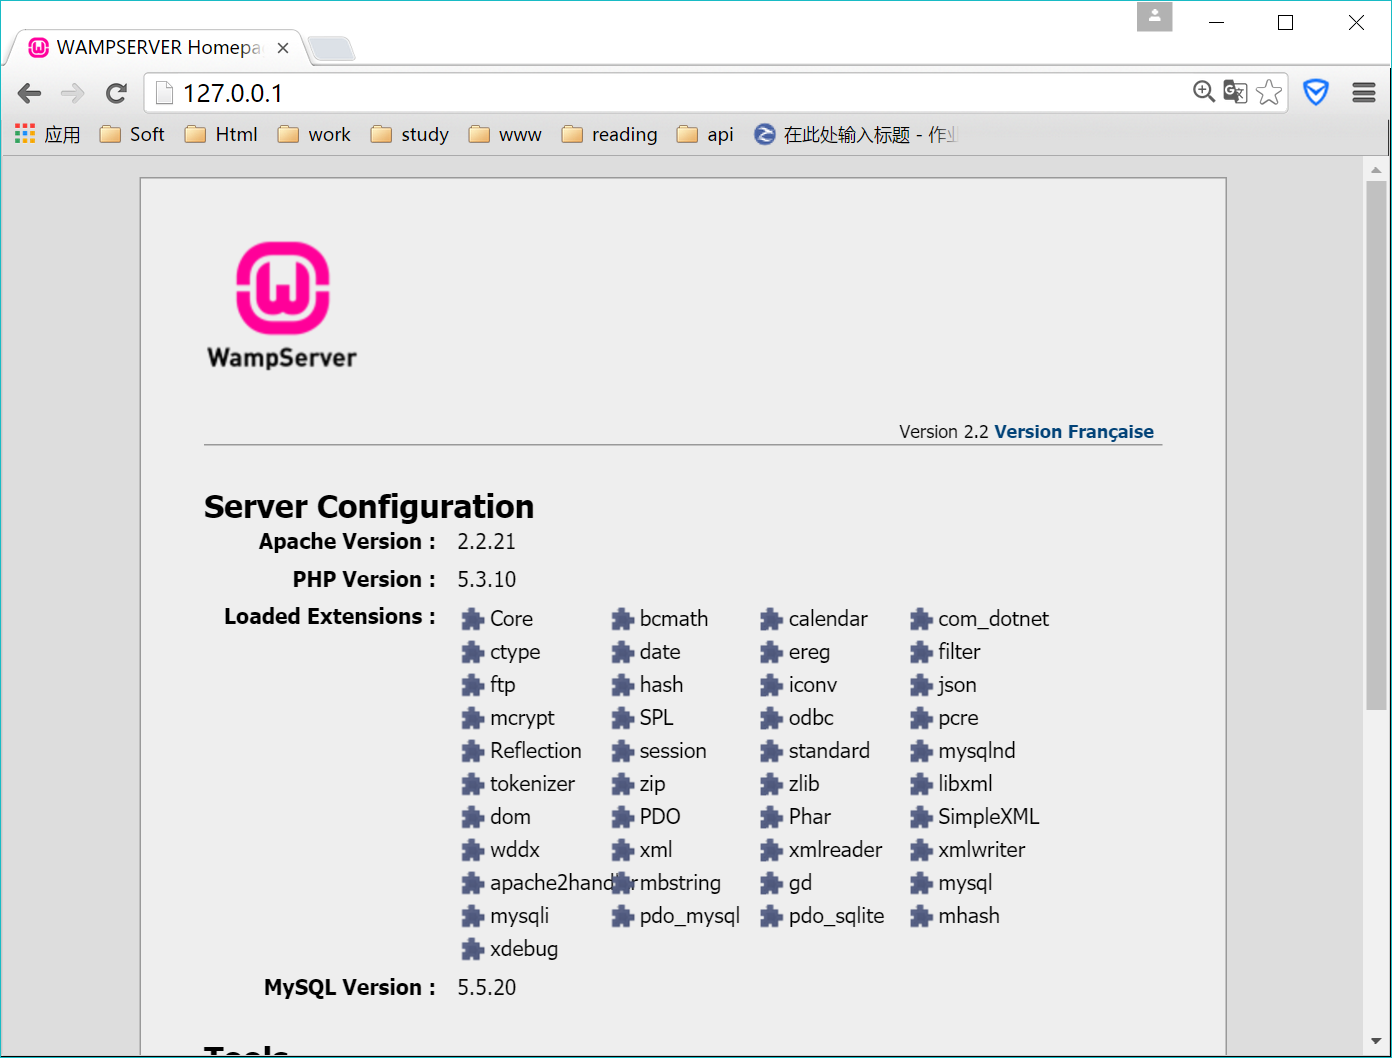 WAMPSERVER Homepa
127.0.0.1
应用 Soft Html work study www reading api 在此处输入标题 - 作业
WampServer
Version 2.2 Version Française
Server Configuration
Apache Version : 2.2.21
PHP Version : 5.3.10
Loaded Extensions : Core bcmath calendar com_dotnet
ctype date ereg filter
ftp hash iconv json
mcrypt SPL odbc pcre
Reflection session standard mysqlnd
tokenizer zip zlib libxml
dom PDO Phar SimpleXML
wddx xml xmlreader xmlwriter
apache2handler mbstring gd mysql
mysqli pdo_mysql pdo_sqlite mhash
xdebug
MySQL Version : 5.5.20
Tools